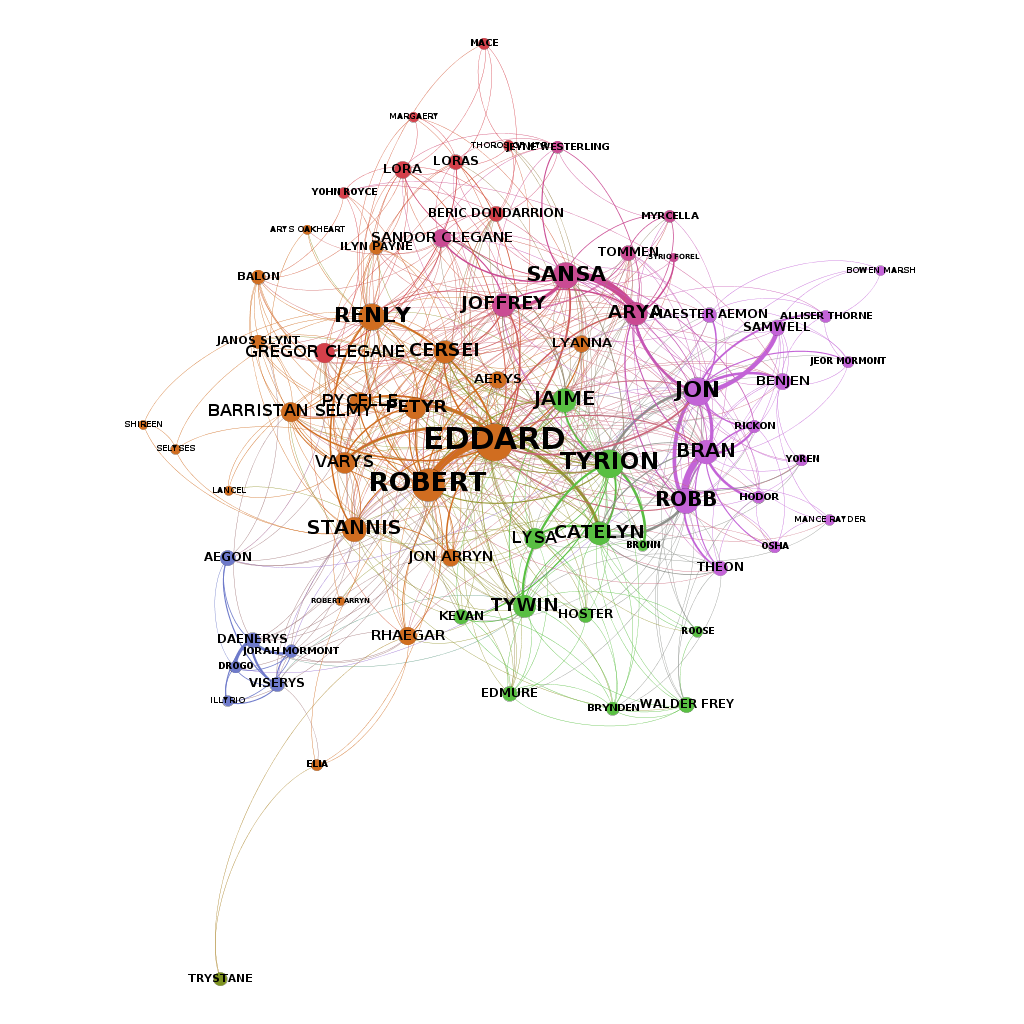 MACE
MARGAERY
JEYNE WESTERLING
LORAS
LORA
YOHN ROYCE
BERIC DONDARRION
MYRCELLA
ARYS OAKHEART
SANDOR CLEGANE
ILYN PAYNE
TOMMEN
SYRIO FOREL
BOWEN MARSH
BALON
SANSA
JOFFREY
RENLY
ARYA
MAESTER AEMON
ALLISER THORNE
SAMWELL
JANOS SLYNT
LYANNA
GREGOR CLEGANE
CERSEI
JEOR MORMONT
AERYS
BENJEN
JON
JAIME
PYCELLE
PETYR
BARRISTAN SELMY
SHIREEN
RICKON
EDDARD
SELYSES
BRAN
YOREN
VARYS
TYRION
ROBERT
LANCEL
HODOR
ROBB
MANCE RAYDER
STANNIS
CATELYN
LYSA
BRONN
OSHA
AEGON
JON ARRYN
THEON
ROBERT ARRYN
TYWIN
HOSTER
KEVAN
ROOSE
RHAEGAR
DAENERYS
JORAH MORMONT
DROGO
VISERYS
EDMURE
ILLYRIO
WALDER FREY
BRYNDEN
ELIA
TRYSTANE